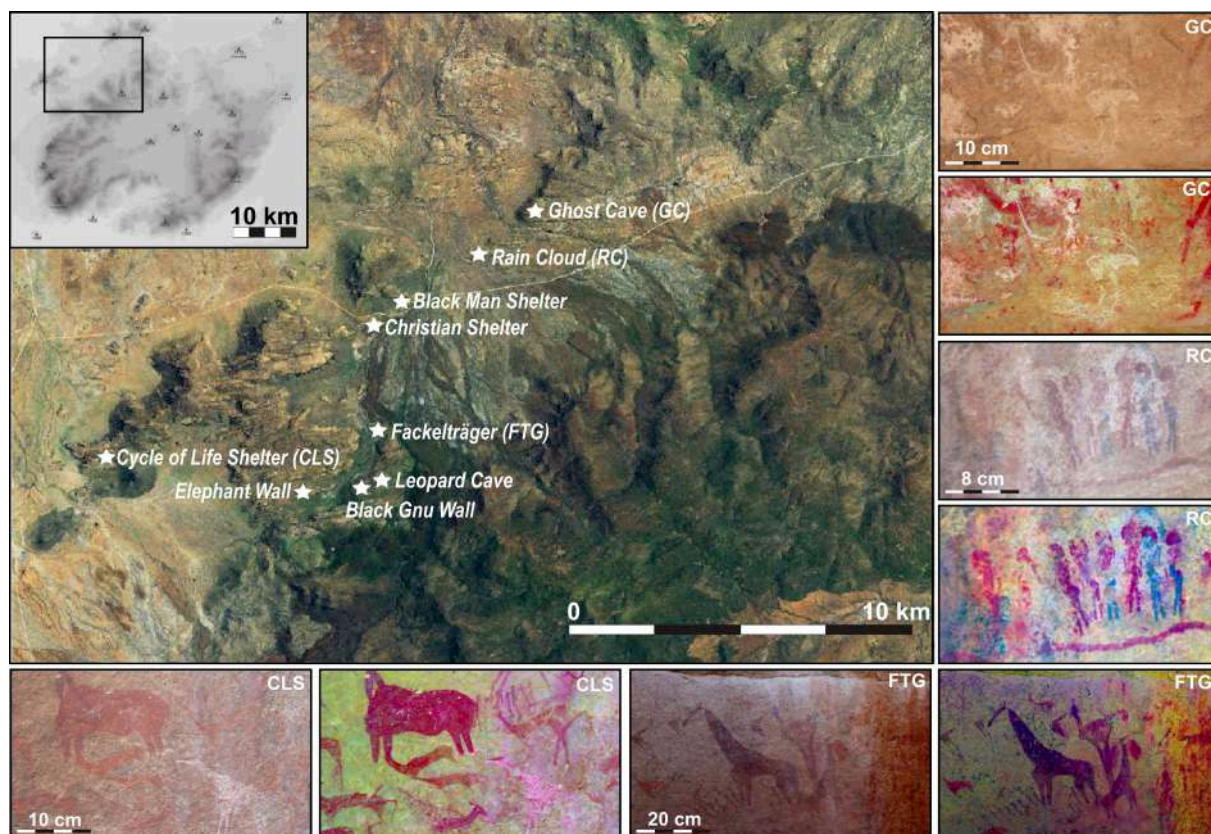 10 km
Ghost Cave (GC)
Rain Cloud (RC)
Black Man Shelter
Christian Shelter
Fackelträger (FTG)
Cycle of Life Shelter (CLS)
Leopard Cave
Elephant Wall
Black Gnu Wall
0
10 km
GC
10 cm
GC
RC
8 cm
RC
CLS
10 cm
CLS
FTG
20 cm
FTG